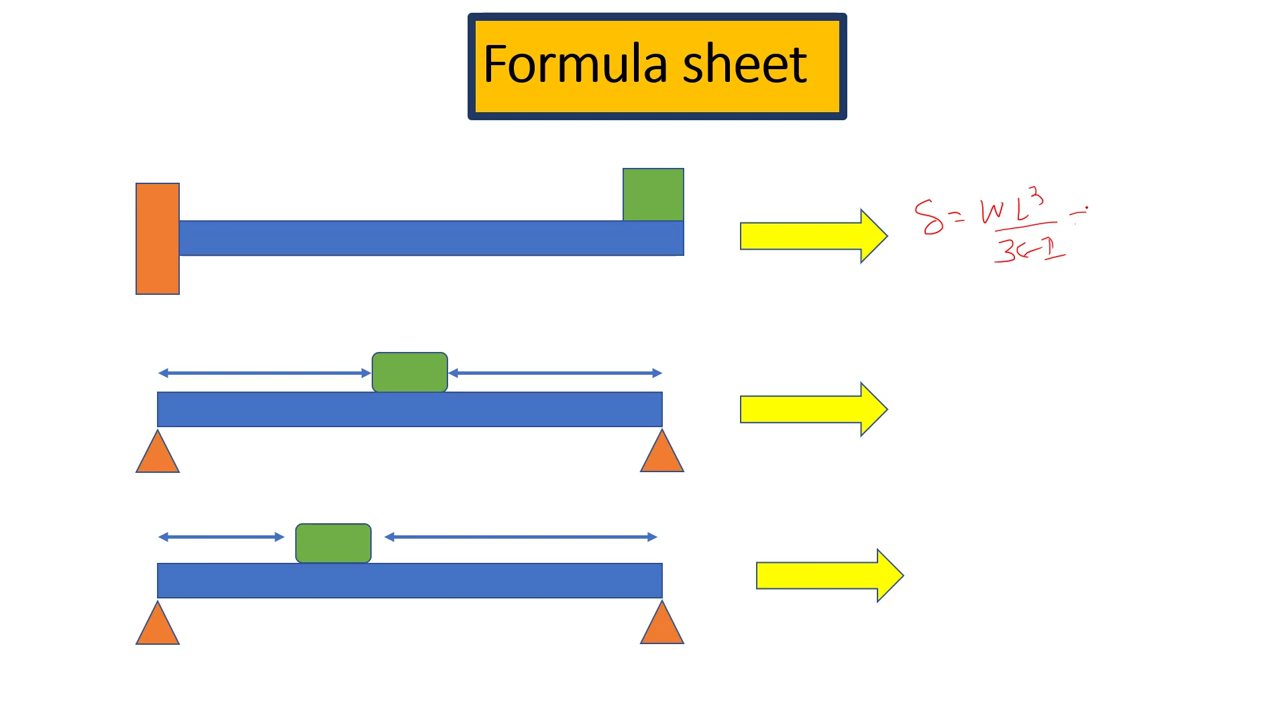 Formula sheet
δ = WL³/3EI =